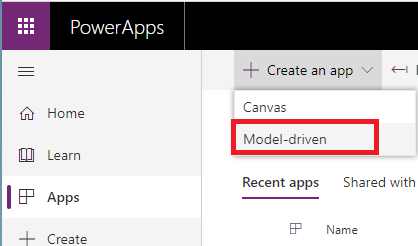 PowerApps
Create an app
Home
Canvas
Model-driven
Learn
Apps
Recent apps
Shared with
Name
Create